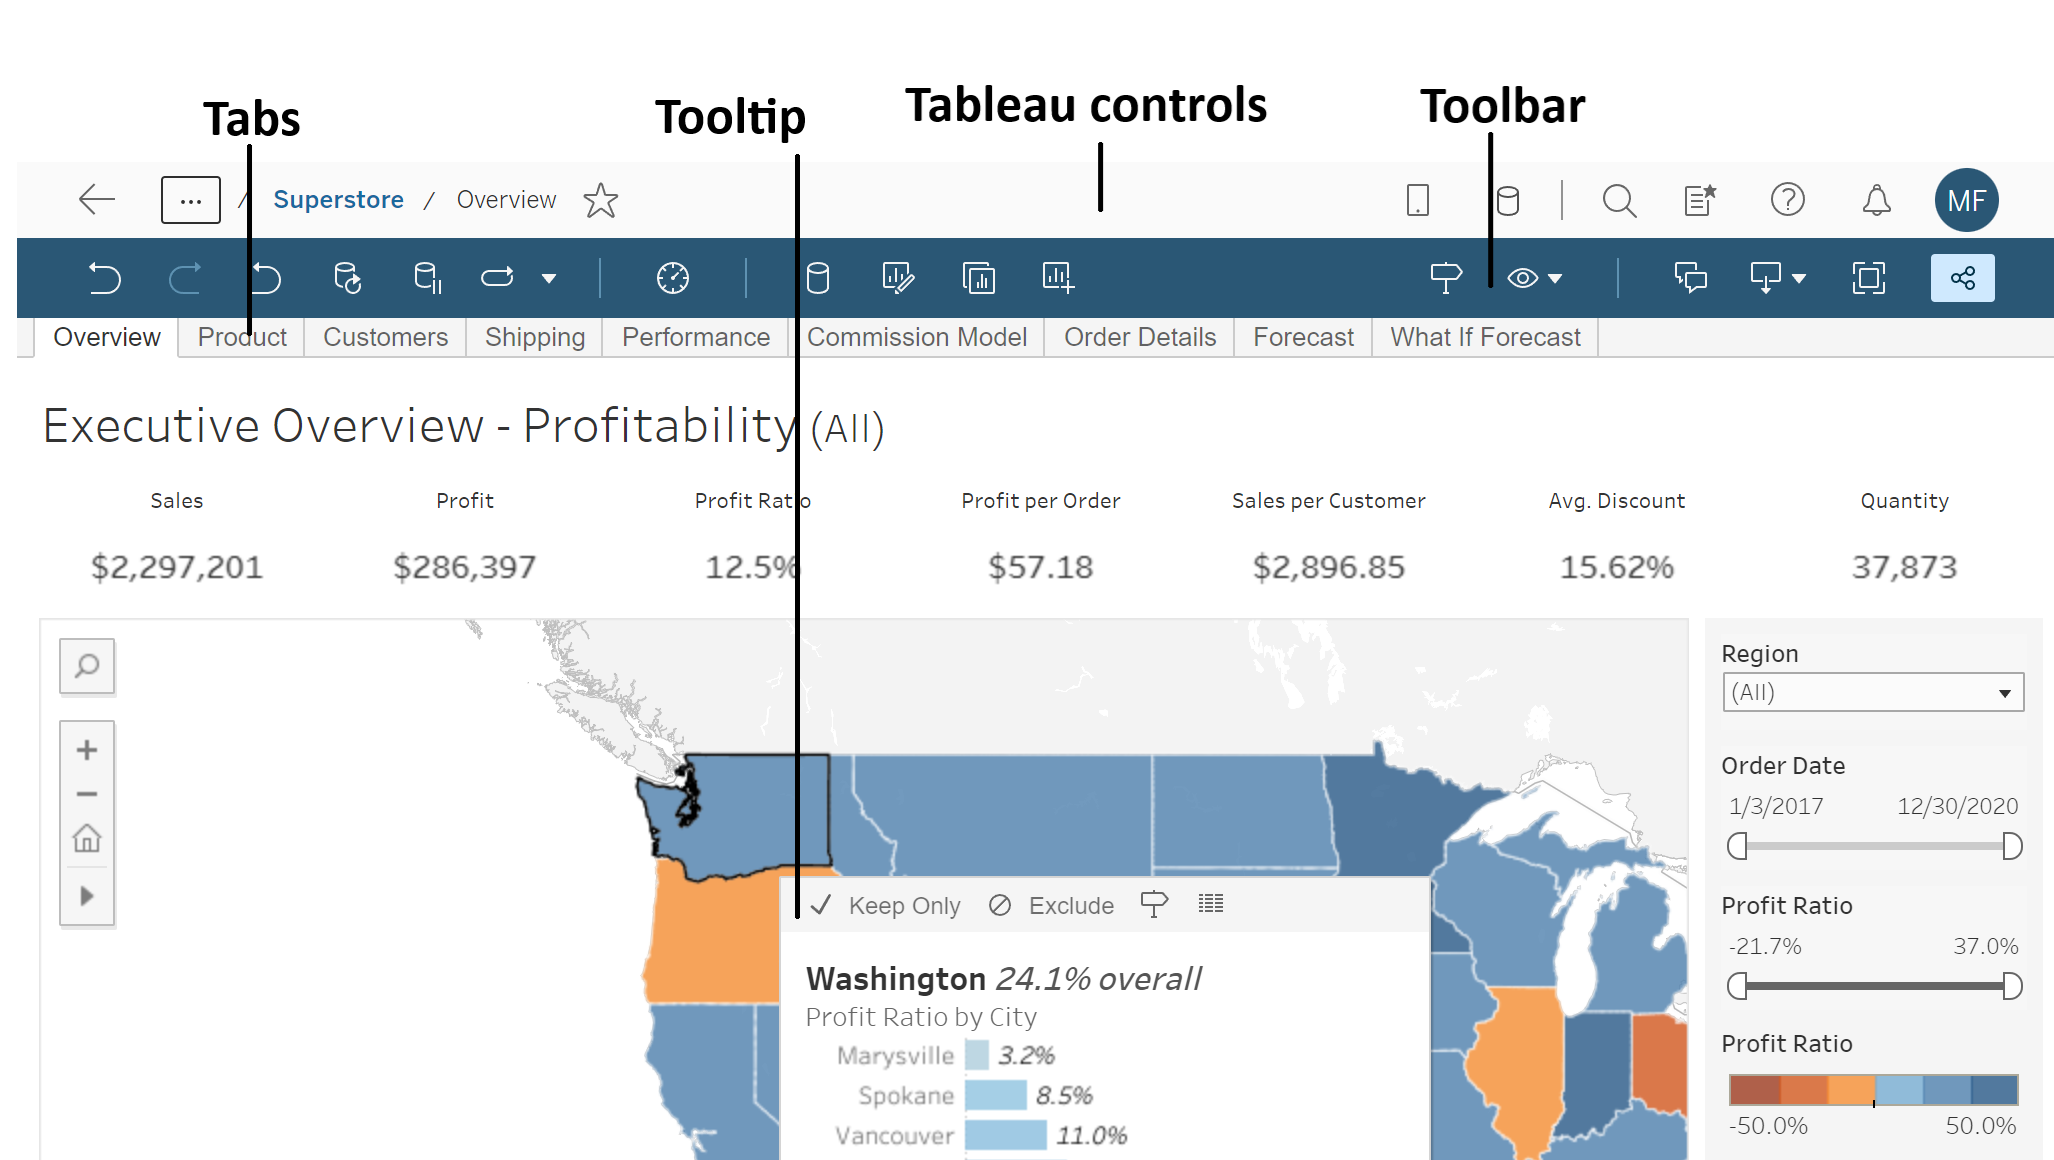 Tabs Tooltip Tableau controls Toolbar
... / Superstore / Overview MF
Overview Product Customers Shipping Performance Commission Model Order Details Forecast What If Forecast
Executive Overview - Profitability (All)
Sales Profit Profit Ratio Profit per Order Sales per Customer Avg. Discount Quantity
$2,297,201 $286,397 12.5% $57.18 $2,896.85 15.62% 37,873
Region
(All)
Order Date
1/3/2017 12/30/2020
Profit Ratio
-21.7% 37.0%
Profit Ratio
-50.0% 50.0%
Keep Only Exclude
Washington 24.1% overall
Profit Ratio by City
Marysville 3.2%
Spokane 8.5%
Vancouver 11.0%